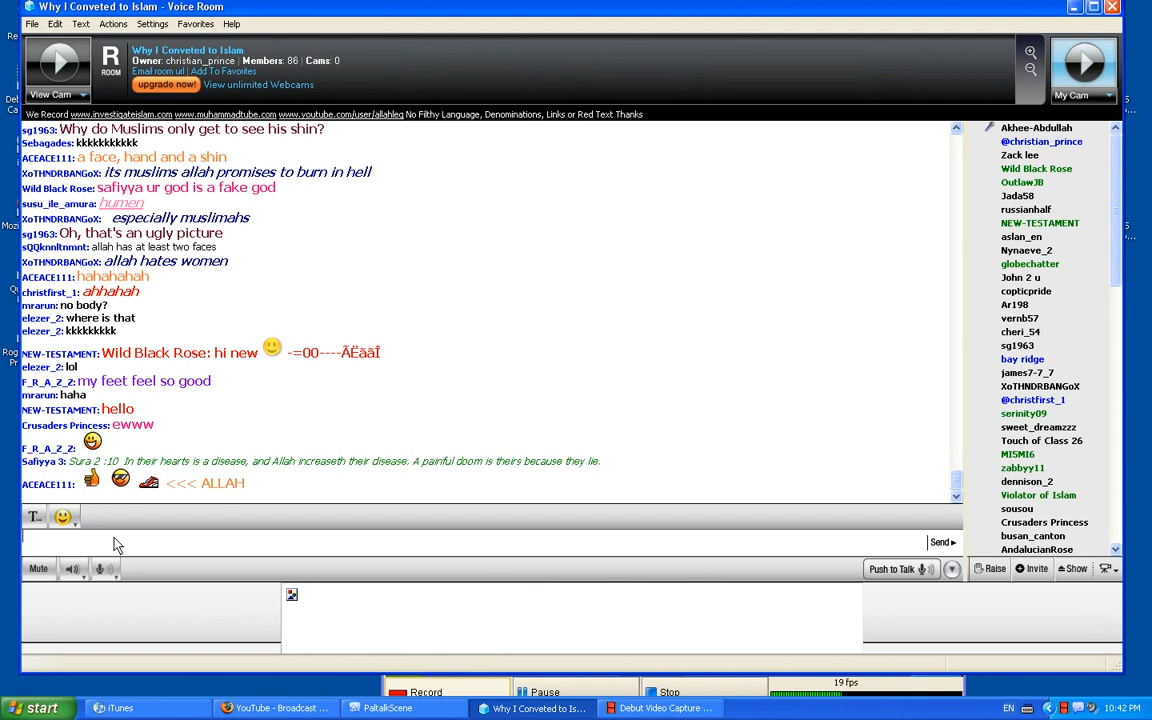 Why I Conveted to Islam - Voice Room
File Edit Text Actions Settings Favorites Help
Why I Conveted to Islam
R
ROOM
Owner: christian_prince | Members: 86 | Cams: 0
Email room url | Add To Favorites
upgrade now! View unlimited Webcams
View Cam
My Cam
We Record www.investigateislam.com www.muhammadtube.com www.youtube.com/user/allahleg No Filthy Language, Denominations, Links or Red Text Thanks
sg1963: Why do Muslims only get to see his shin?
Sebagades: kkkkkkkkkkk
ACEACE111: a face, hand and a shin
XoTHNDRBANGoX: its muslims allah promises to burn in hell
Wild Black Rose: safiyya ur god is a fake god
susu_ile_amura: humen
XoTHNDRBANGoX: especially muslimahs
sg1963: Oh, that's an ugly picture
sQQknnltnmnt: allah has at least two faces
XoTHNDRBANGoX: allah hates women
ACEACE111: hahahahah
christfirst_1: ahhahah
mrarun: no body?
elezer_2: where is that
elezer_2: kkkkkkkkk
NEW-TESTAMENT: Wild Black Rose: hi new -=00----ÃËããÎ
elezer_2: lol
F_R_A_Z_Z: my feet feel so good
mrarun: haha
NEW-TESTAMENT: hello
Crusaders Princess: ewww
F_R_A_Z_Z:
Safiyya 3: Sura 2 :10 In their hearts is a disease, and Allah increaseth their disease. A painful doom is theirs because they lie.
ACEACE111: <<< ALLAH
Akhee-Abdullah
@christian_prince
Zack lee
Wild Black Rose
OutlawJB
Jada58
russianhalf
NEW-TESTAMENT
aslan_en
Nynaeve_2
globechatter
John 2 u
copticpride
Ar198
vernb57
cheri_54
sg1963
bay ridge
james7-7_7
XoTHNDRBANGoX
@christfirst_1
serinity09
sweet_dreamzzz
Touch of Class 26
MI5MI6
zabbyy11
dennison_2
Violator of Islam
sousou
Crusaders Princess
busan_canton
AndalucianRose
T...
Send
Mute
Push to Talk
Raise Invite Show
19 fps
Record Pause Stop
start iTunes YouTube - Broadcast ... PaltalkScene Why I Conveted to Is... Debut Video Capture ... EN 10:42 PM